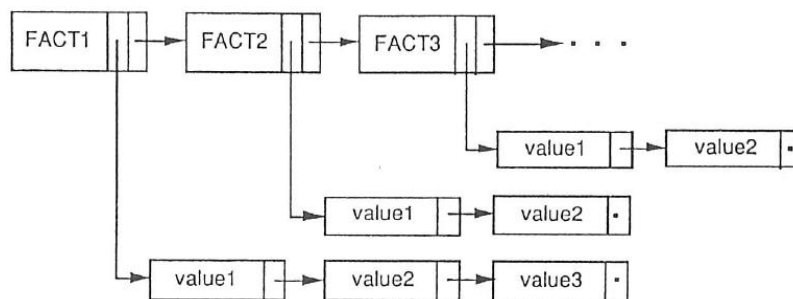 FACT1 FACT2 FACT3 . . .
value1 value2
value1 value2
value1 value2 value3